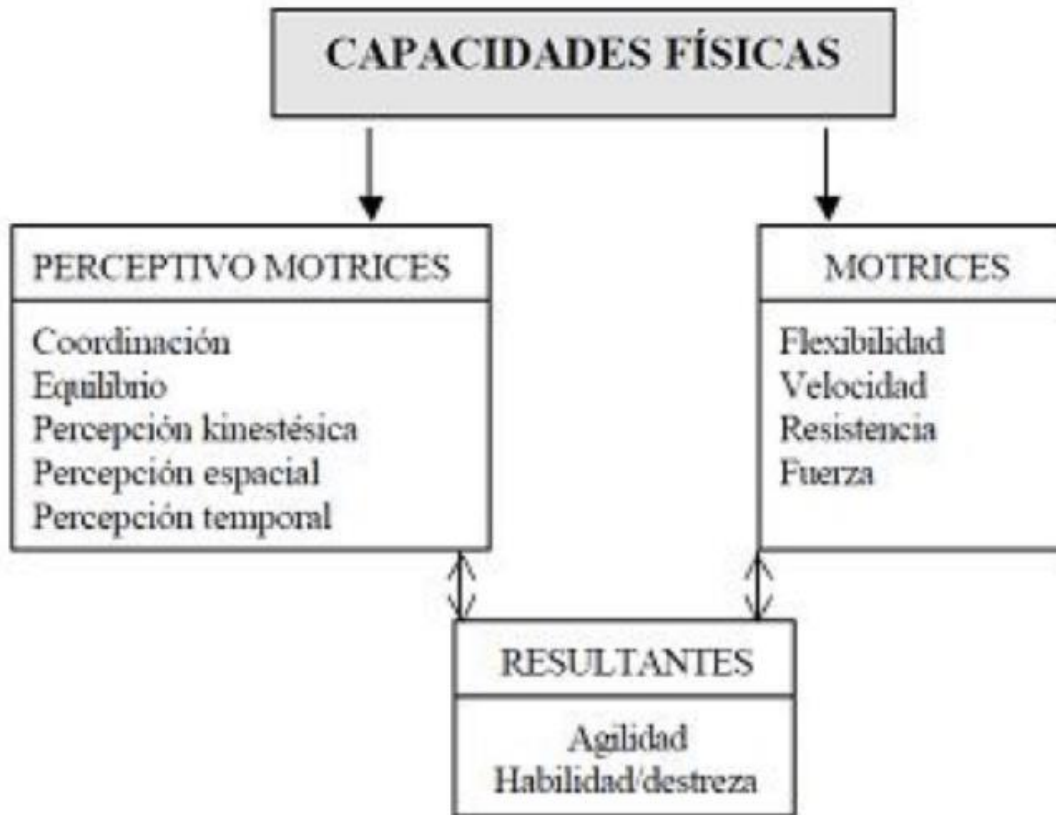 CAPACIDADES FÍSICAS
PERCEPTIVO MOTRICES
Coordinación
Equilibrio
Percepción kinestésica
Percepción espacial
Percepción temporal
MOTRICES
Flexibilidad
Velocidad
Resistencia
Fuerza
RESULTANTES
Agilidad
Habilidad/destreza